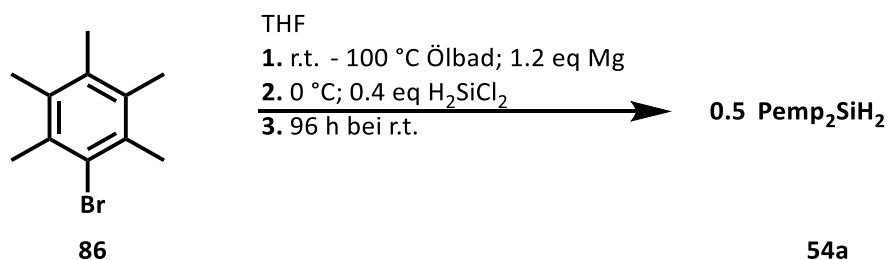 THF
1. r.t. - 100 °C Ölbad; 1.2 eq Mg
2. 0 °C; 0.4 eq H₂SiCl₂
3. 96 h bei r.t.
0.5 Pemp₂SiH₂
Br
86
54a